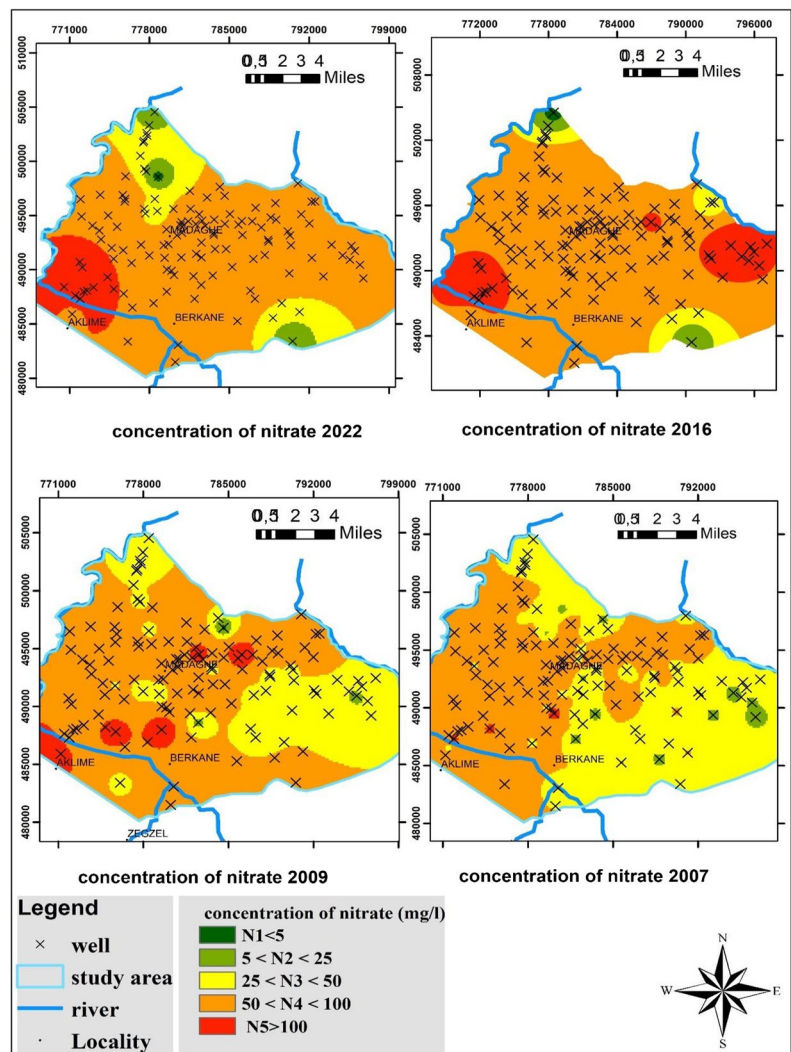 771000 778000 785000 792000 799000
510000
505000
500000
495000
490000
485000
480000
0 0,5 1 2 3 4
Miles
MADAGHE
BERKANE
AKLIME
concentration of nitrate 2022
772000 778000 784000 790000 796000
508000
502000
496000
490000
484000
0 0,5 1 2 3 4
Miles
MADAGHE
BERKANE
AKLIME
concentration of nitrate 2016
771000 778000 785000 792000 799000
505000
500000
495000
490000
485000
480000
0 0,5 1 2 3 4
Miles
MADAGHE
BERKANE
AKLIME
ZEGZEL
concentration of nitrate 2009
771000 778000 785000 792000
505000
500000
495000
490000
485000
480000
0 0,5 1 2 3 4
Miles
MADAGHE
BERKANE
AKLIME
concentration of nitrate 2007
Legend
well
study area
river
Locality
concentration of nitrate (mg/l)
N1<5
5 < N2 < 25
25 < N3 < 50
50 < N4 < 100
N5>100
N
W E
S